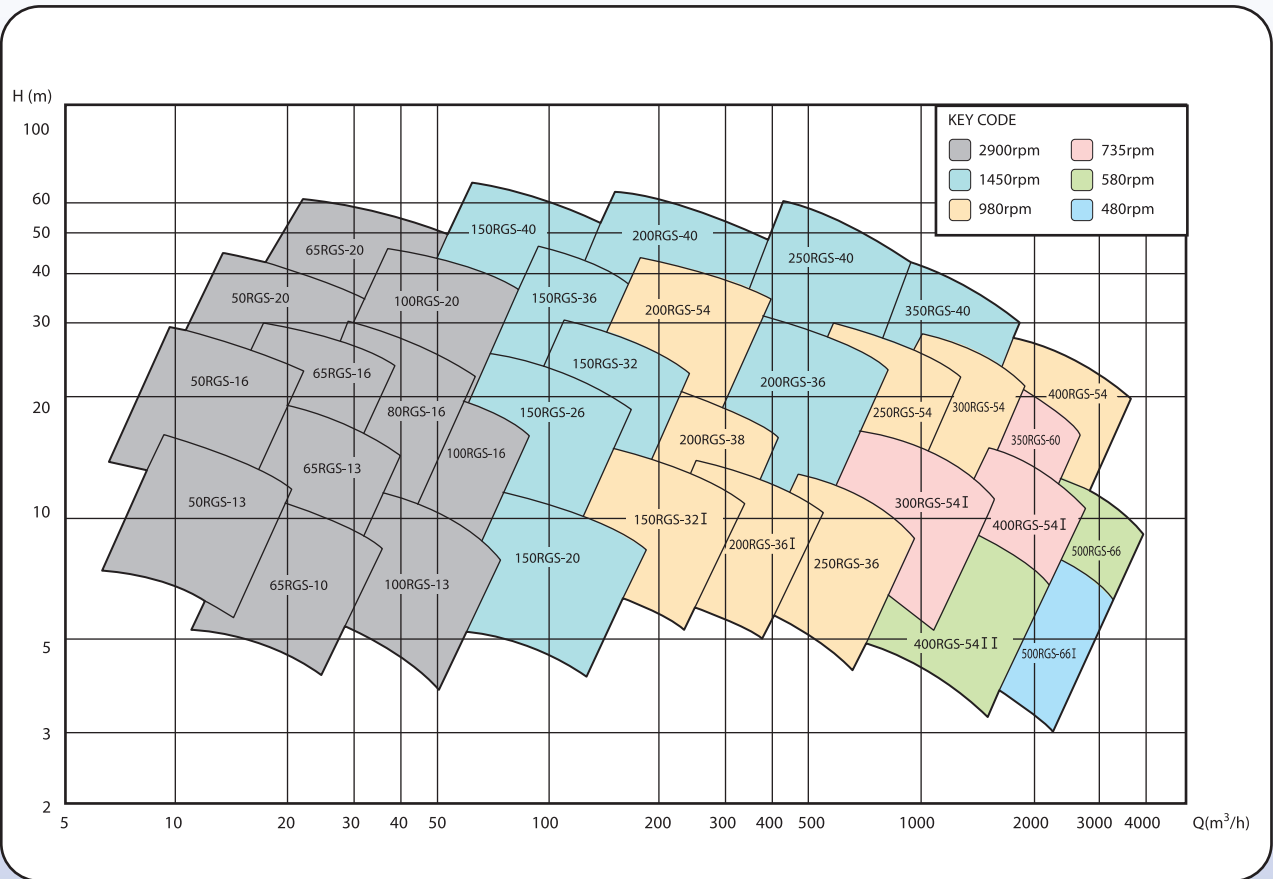 H (m)
100
60
50
40
30
20
10
5
3
2
KEY CODE
2900rpm
735rpm
1450rpm
580rpm
980rpm
480rpm
150RGS-40
200RGS-40
65RGS-20
250RGS-40
50RGS-20
100RGS-20
150RGS-36
200RGS-54
350RGS-40
50RGS-16
65RGS-16
150RGS-32
200RGS-36
400RGS-54
80RGS-16
150RGS-26
250RGS-54
300RGS-54
100RGS-16
200RGS-38
350RGS-60
65RGS-13
50RGS-13
300RGS-54I
150RGS-32I
400RGS-54I
200RGS-36I
500RGS-66
150RGS-20
250RGS-36
65RGS-10
100RGS-13
400RGS-54II
500RGS-66I
5 10 20 30 40 50 100 200 300 400 500 1000 2000 3000 4000 Q(m³/h)